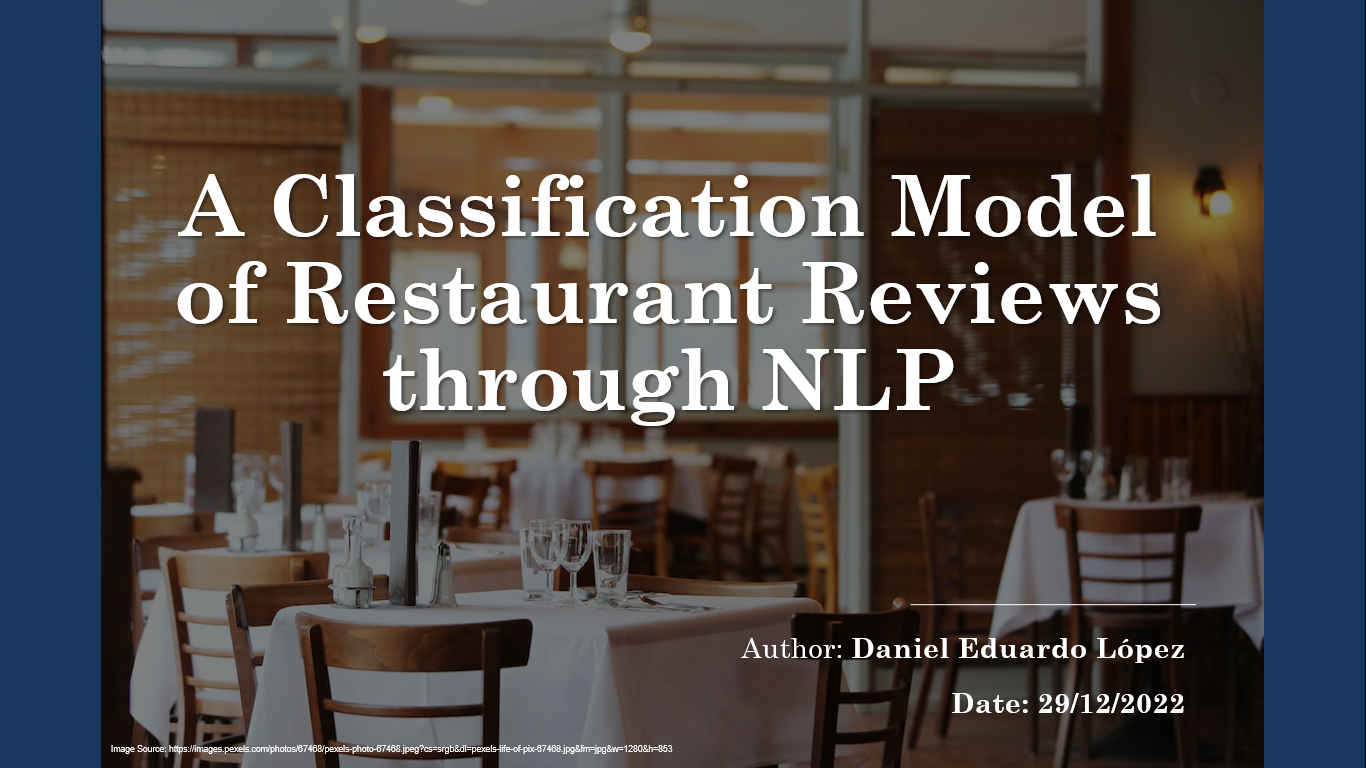 A Classification Model
of Restaurant Reviews
through NLP
Author: Daniel Eduardo López
Date: 29/12/2022
Image Source: https://images.pexels.com/photos/67468/pexels-photo-67468.jpeg?cs=srgb&dl=pexels-life-of-pix-67468.jpg&fm=jpg&w=1280&h=853